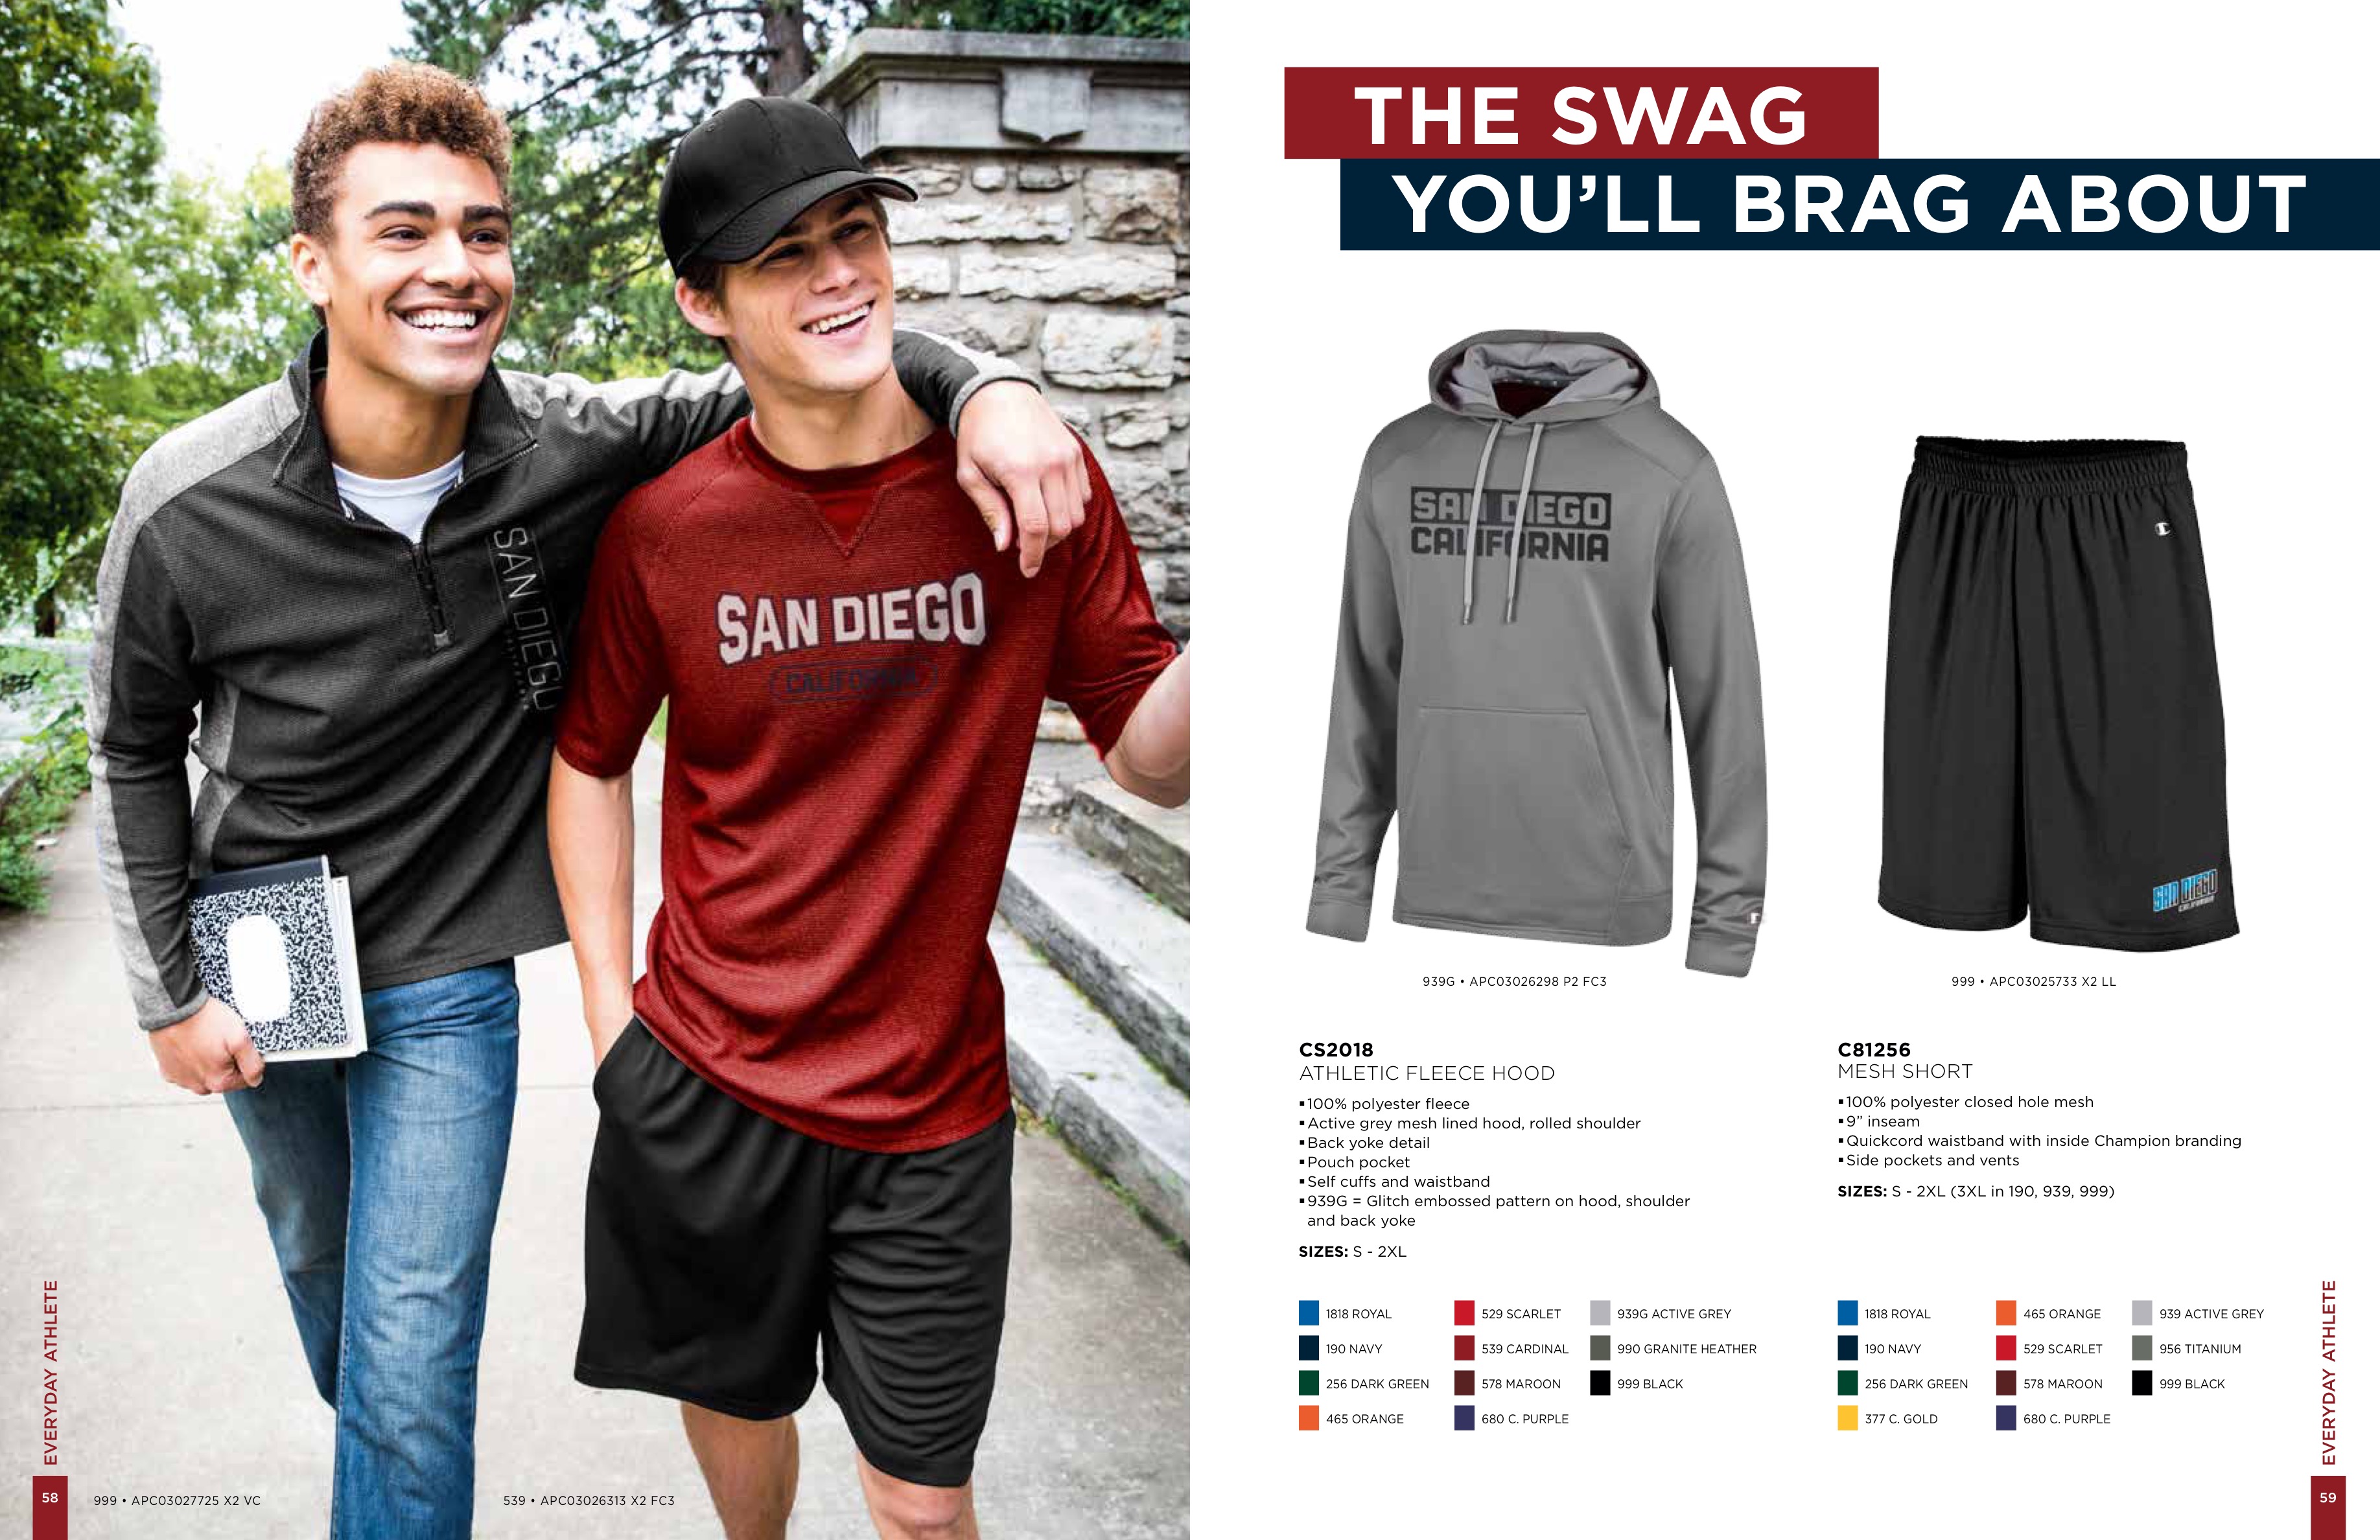 SAN DIEGO
SAN DIEGO
CALIFORNIA
EVERYDAY ATHLETE
58
999 • APC03027725 X2 VC
539 • APC03026313 X2 FC3
THE SWAG
YOU’LL BRAG ABOUT
SAN DIEGO
CALIFORNIA
SAN DIEGO
CALIFORNIA
939G • APC03026298 P2 FC3
999 • APC03025733 X2 LL
CS2018
ATHLETIC FLEECE HOOD
▪ 100% polyester fleece
▪ Active grey mesh lined hood, rolled shoulder
▪ Back yoke detail
▪ Pouch pocket
▪ Self cuffs and waistband
▪ 939G = Glitch embossed pattern on hood, shoulder
and back yoke
SIZES: S - 2XL
1818 ROYAL
190 NAVY
256 DARK GREEN
465 ORANGE
529 SCARLET
539 CARDINAL
578 MAROON
680 C. PURPLE
939G ACTIVE GREY
990 GRANITE HEATHER
999 BLACK
C81256
MESH SHORT
▪ 100% polyester closed hole mesh
▪ 9” inseam
▪ Quickcord waistband with inside Champion branding
▪ Side pockets and vents
SIZES: S - 2XL (3XL in 190, 939, 999)
1818 ROYAL
190 NAVY
256 DARK GREEN
377 C. GOLD
465 ORANGE
529 SCARLET
578 MAROON
680 C. PURPLE
939 ACTIVE GREY
956 TITANIUM
999 BLACK
EVERYDAY ATHLETE
59